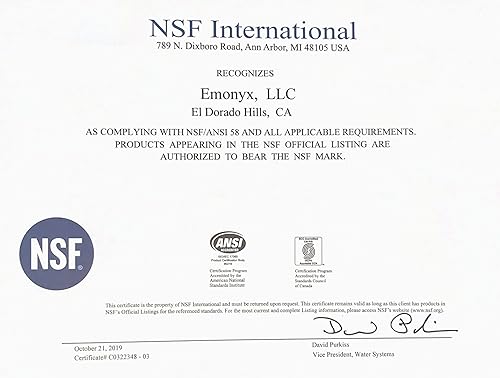 NSF International
789 N. Dixboro Road, Ann Arbor, MI 48105 USA
RECOGNIZES
Emonyx, LLC
El Dorado Hills, CA
AS COMPLYING WITH NSF/ANSI 58 AND ALL APPLICABLE REQUIREMENTS.
PRODUCTS APPEARING IN THE NSF OFFICIAL LISTING ARE
AUTHORIZED TO BEAR THE NSF MARK.
NSF®
ANSI
Certification Program
Accredited by the
American National
Standards Institute
Certification Program
Accredited by the
Standards Council
of Canada
This certificate is the property of NSF International and must be returned upon request. This certificate remains valid as long as this client has products in
NSF's Official Listings for the referenced standards. For the most current and complete Listing information, please access NSF's website (www.nsf.org).
October 21, 2019
Certificate# C0322348 - 03
David Purkiss
Vice President, Water Systems